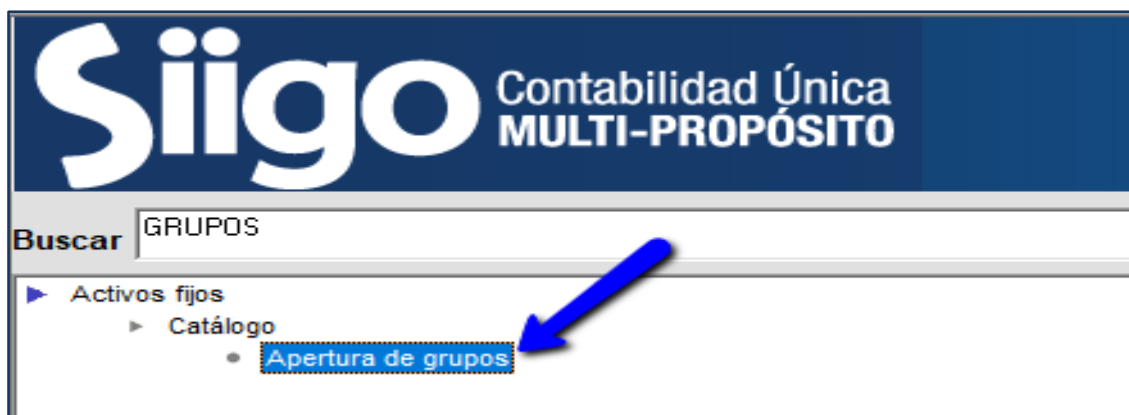 Siigo Contabilidad Única
MULTI-PROPÓSITO
Buscar GRUPOS
Activos fijos
Catálogo
Apertura de grupos